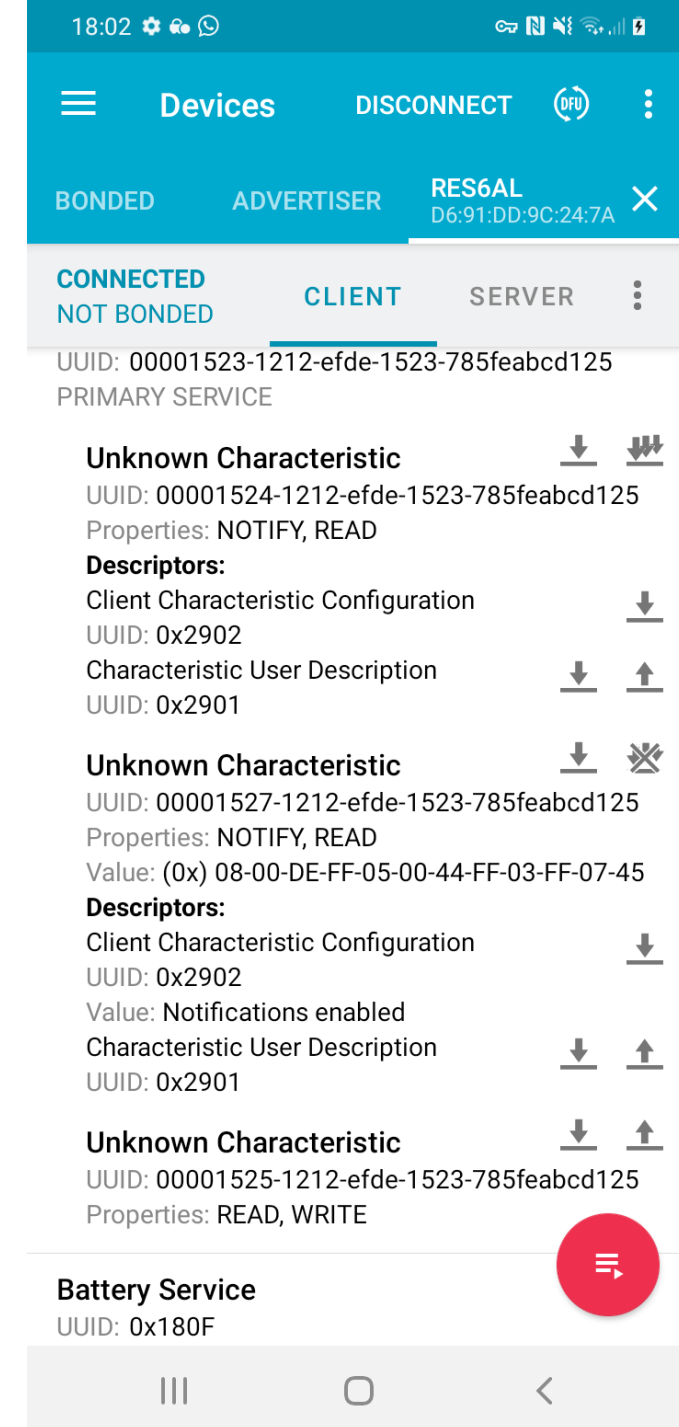 18:02
Devices DISCONNECT DFU
BONDED ADVERTISER RES6AL
D6:91:DD:9C:24:7A
CONNECTED
NOT BONDED
CLIENT SERVER
UUID: 00001523-1212-efde-1523-785feabcd125
PRIMARY SERVICE
Unknown Characteristic
UUID: 00001524-1212-efde-1523-785feabcd125
Properties: NOTIFY, READ
Descriptors:
Client Characteristic Configuration
UUID: 0x2902
Characteristic User Description
UUID: 0x2901
Unknown Characteristic
UUID: 00001527-1212-efde-1523-785feabcd125
Properties: NOTIFY, READ
Value: (0x) 08-00-DE-FF-05-00-44-FF-03-FF-07-45
Descriptors:
Client Characteristic Configuration
UUID: 0x2902
Value: Notifications enabled
Characteristic User Description
UUID: 0x2901
Unknown Characteristic
UUID: 00001525-1212-efde-1523-785feabcd125
Properties: READ, WRITE
Battery Service
UUID: 0x180F